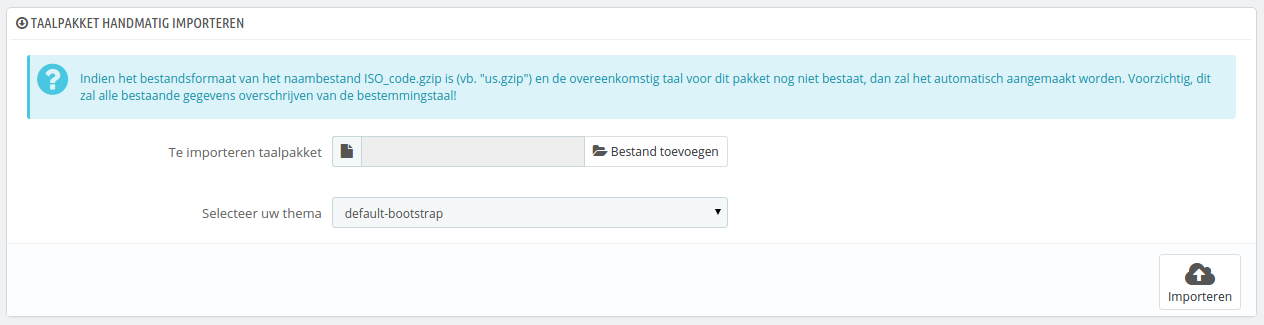 TAALPAKKET HANDMATIG IMPORTEREN
Indien het bestandsformaat van het naambestand ISO_code.gzip is (vb. "us.gzip") en de overeenkomstig taal voor dit pakket nog niet bestaat, dan zal het automatisch aangemaakt worden. Voorzichtig, dit
zal alle bestaande gegevens overschrijven van de bestemmingstaal!
Te importeren taalpakket
Bestand toevoegen
Selecteer uw thema
default-bootstrap
Importeren